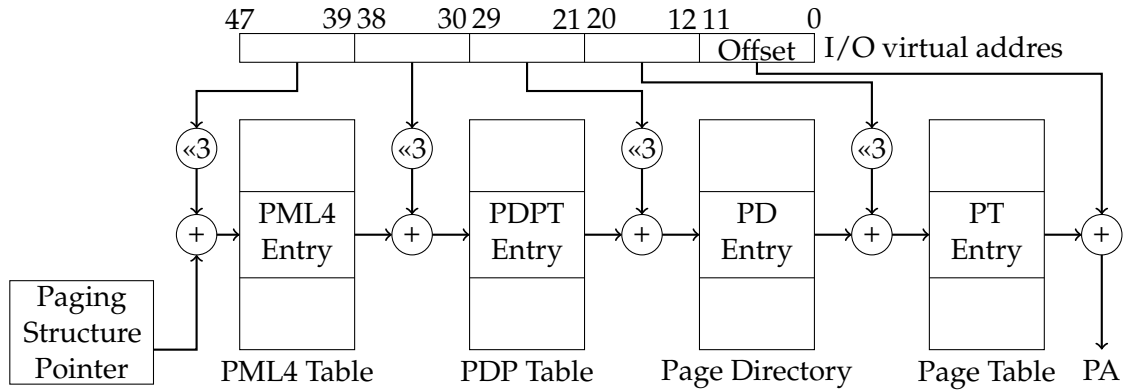 47 39 38 30 29 21 20 12 11 0
Offset I/O virtual addres
«3 «3 «3 «3
PML4 PDPT PD PT
Entry Entry Entry Entry
+ + + + +
Paging
Structure
Pointer
PML4 Table PDP Table Page Directory Page Table PA